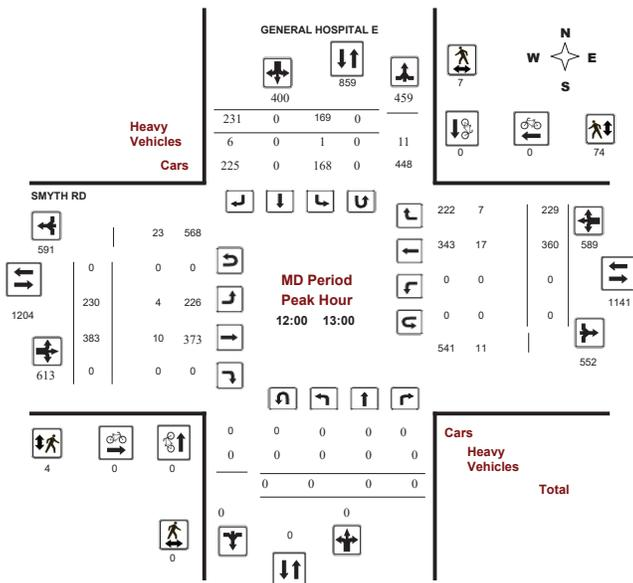 GENERAL HOSPITAL E
N
W E
S
400
859
459
7
231 0 169 0
Heavy
Vehicles
6 0 1 0 11
Cars
225 0 168 0 448
0 0 74
SMYTH RD
591
23 568
222 7 229
589
0 0 0
343 17 360
1204
230 4 226
MD Period
Peak Hour
12:00 13:00
0 0 0
1141
383 10 373
0 0 0
613
0 0 0
541 11
552
4 0 0
0 0 0 0 0
Cars
0 0 0 0 0
Heavy
Vehicles
0 0 0 0
Total
0 0
0
0